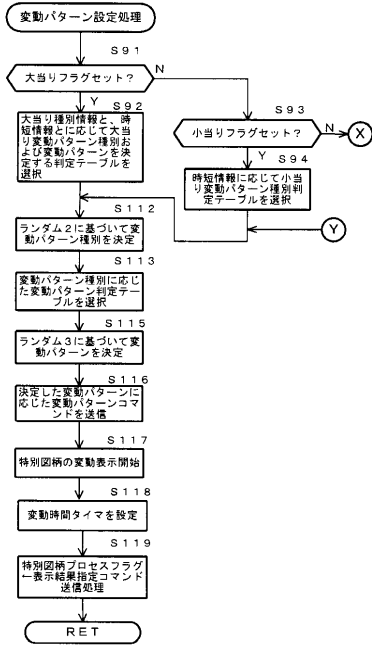 変動パターン設定処理
S91
大当りフラグセット?
N
Y
S92
大当り種別情報と、時
短情報とに応じて大当
り変動パターン種別お
よび変動パターンを決
定する判定テーブルを
選択
S93
小当りフラグセット?
N
X
Y
S94
時短情報に応じて小当
り変動パターン種別判
定テーブルを選択
Y
S112
ランダム2に基づいて変
動パターン種別を決定
S113
変動パターン種別に応じ
た変動パターン判定テー
ブルを選択
S115
ランダム3に基づいて変
動パターンを決定
S116
決定した変動パターンに
応じた変動パターンコマ
ンドを送信
S117
特別図柄の変動表示開始
S118
変動時間タイマを設定
S119
特別図柄プロセスフラグ
←表示結果指定コマンド
送信処理
RET